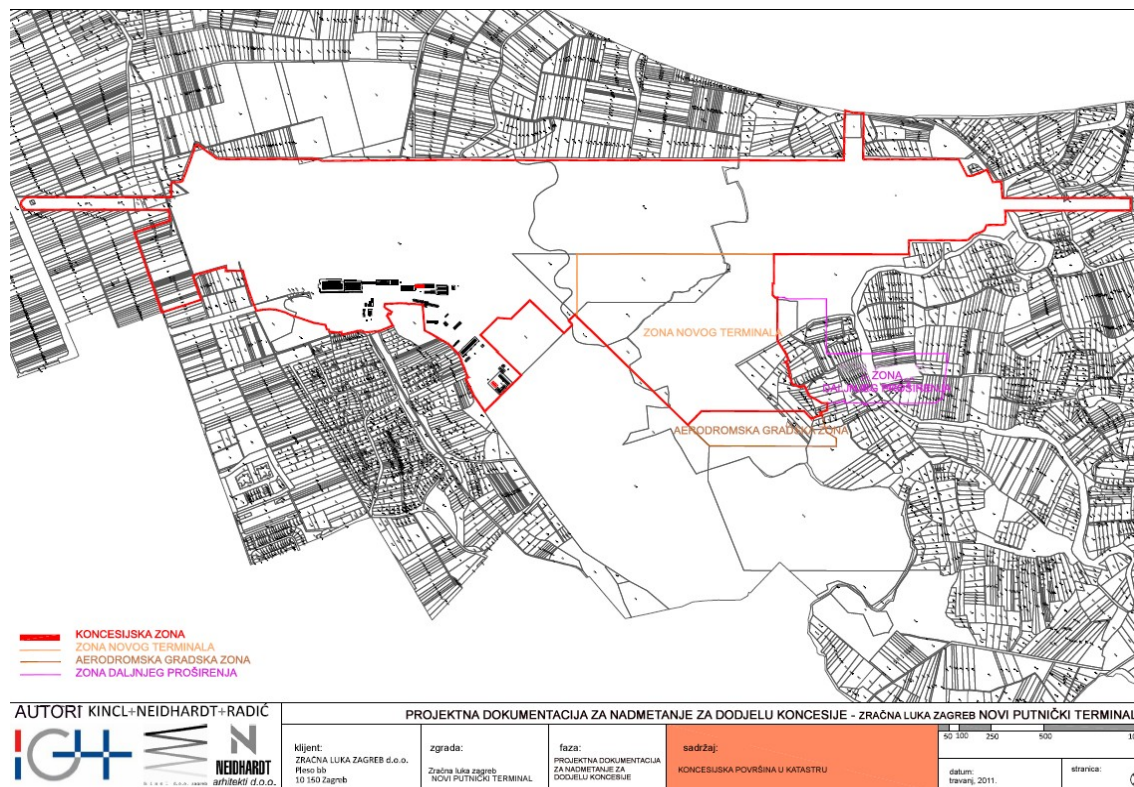 ZONA NOVOG TERMINALA
ZONA
DALJNJEG PROŠIRENJA
AERODROMSKA GRADSKA ZONA
KONCESIJSKA ZONA
ZONA NOVOG TERMINALA
AERODROMSKA GRADSKA ZONA
ZONA DALJNJEG PROŠIRENJA
AUTORI KINCL+NEIDHARDT+RADIĆ
IGH
NEIDHARDT
arhitekti d.o.o.
PROJEKTNA DOKUMENTACIJA ZA NADMETANJE ZA DODJELU KONCESIJE - ZRAČNA LUKA ZAGREB NOVI PUTNIČKI TERMINAL
klijent:
ZRAČNA LUKA ZAGREB d.o.o.
Pleso bb
10 150 Zagreb
zgrada:
Zračna luka zagreb
NOVI PUTNIČKI TERMINAL
faza:
PROJEKTNA DOKUMENTACIJA
ZA NADMETANJE ZA
DODJELU KONCESIJE
sadržaj:
KONCESIJSKA POVRŠINA U KATASTRU
50 100 250 500
datum:
travanj, 2011.
stranica: